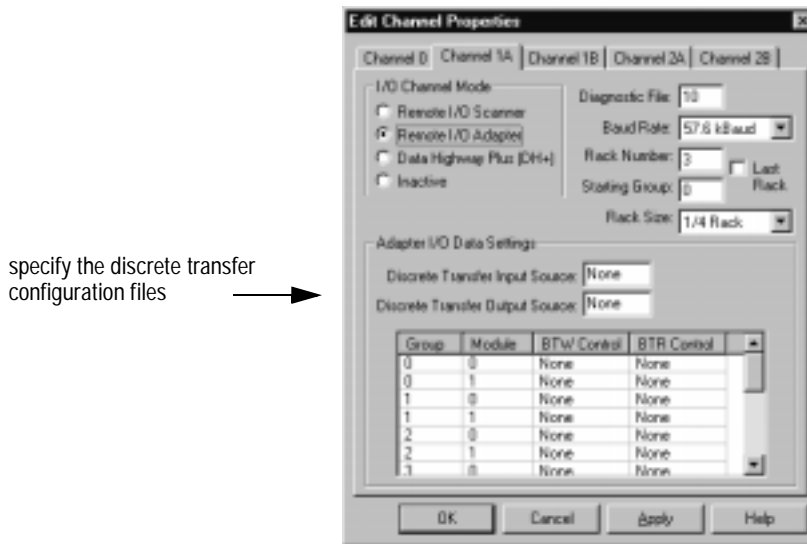 Edit Channel Properties
Channel 0 Channel 1A Channel 1B Channel 2A Channel 2B
I/O Channel Mode
Remote I/O Scanner
Remote I/O Adapter
Data Highway Plus (DH+)
Inactive
Diagnostic File: 10
Baud Rate: 57.6 kBaud
Rack Number: 3
Last Rack
Starting Group: 0
Rack Size: 1/4 Rack
specify the discrete transfer
configuration files
Adapter I/O Data Settings
Discrete Transfer Input Source: None
Discrete Transfer Output Source: None
Group Module BTW Control BTR Control
0 0 None None
0 1 None None
1 0 None None
1 1 None None
2 0 None None
2 1 None None
3 0 None None
OK Cancel Apply Help